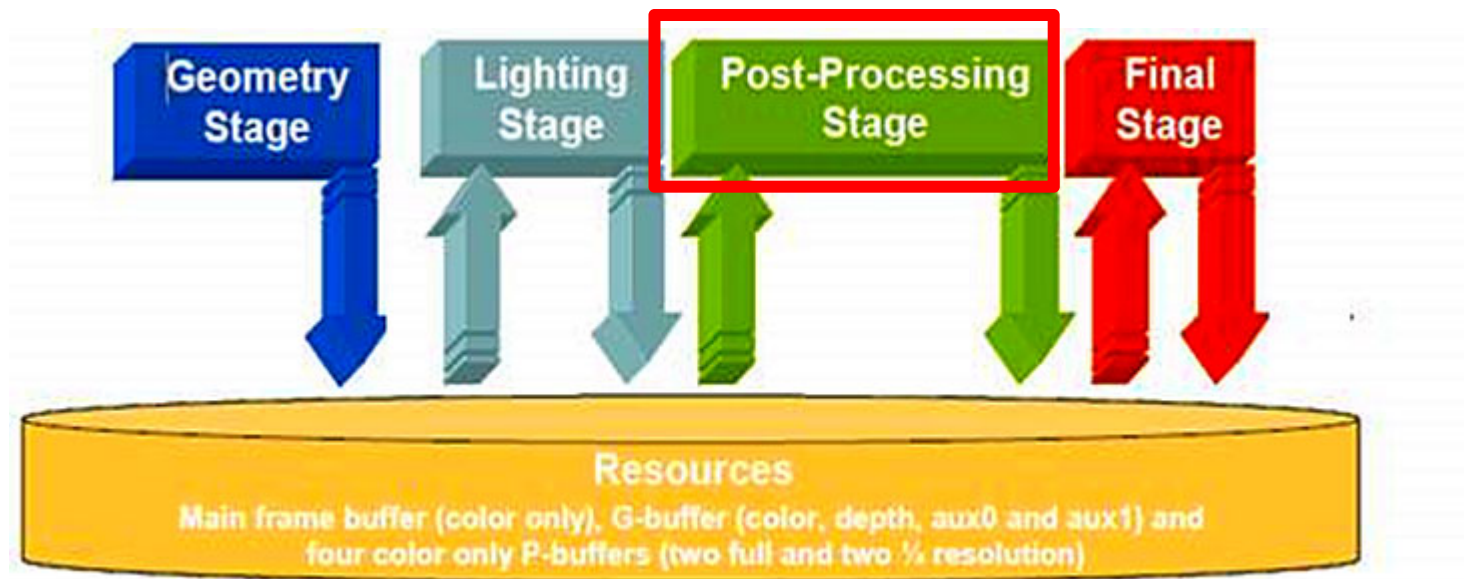 Geometry
Stage
Lighting
Stage
Post-Processing
Stage
Final
Stage
Resources
Main frame buffer (color only), G-buffer (color, depth, aux0 and aux1) and
four color only P-buffers (two full and two ¼ resolution)